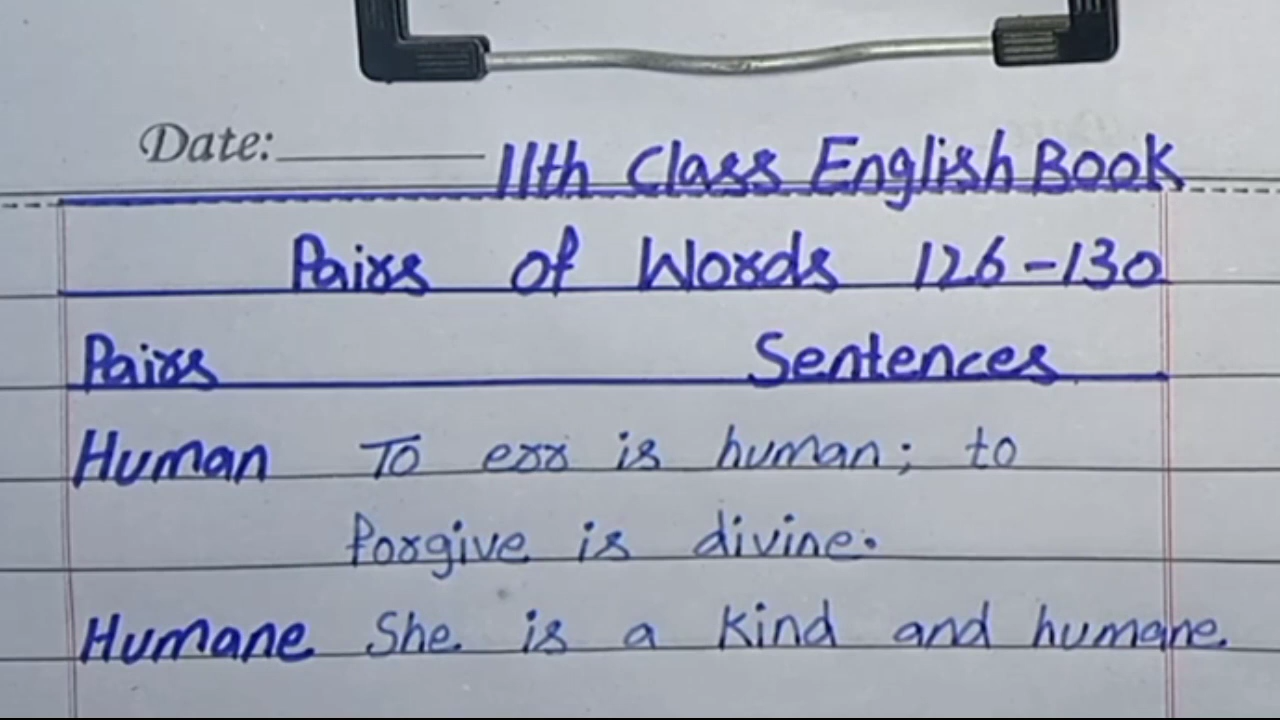 Date: 11th Class English Book
Pairs of Words 126-130
Pairs Sentences
Human To err is human; to
forgive is divine.
Humane She is a kind and humane.